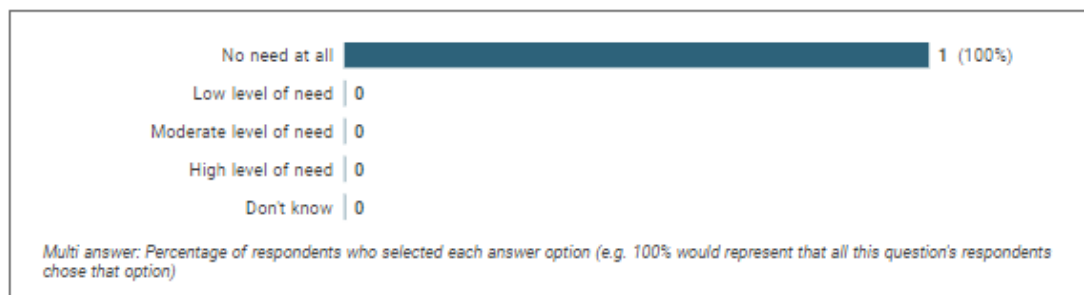 No need at all 1 (100%)
Low level of need 0
Moderate level of need 0
High level of need 0
Don't know 0
Multi answer: Percentage of respondents who selected each answer option (e.g. 100% would represent that all this question's respondents
chose that option)